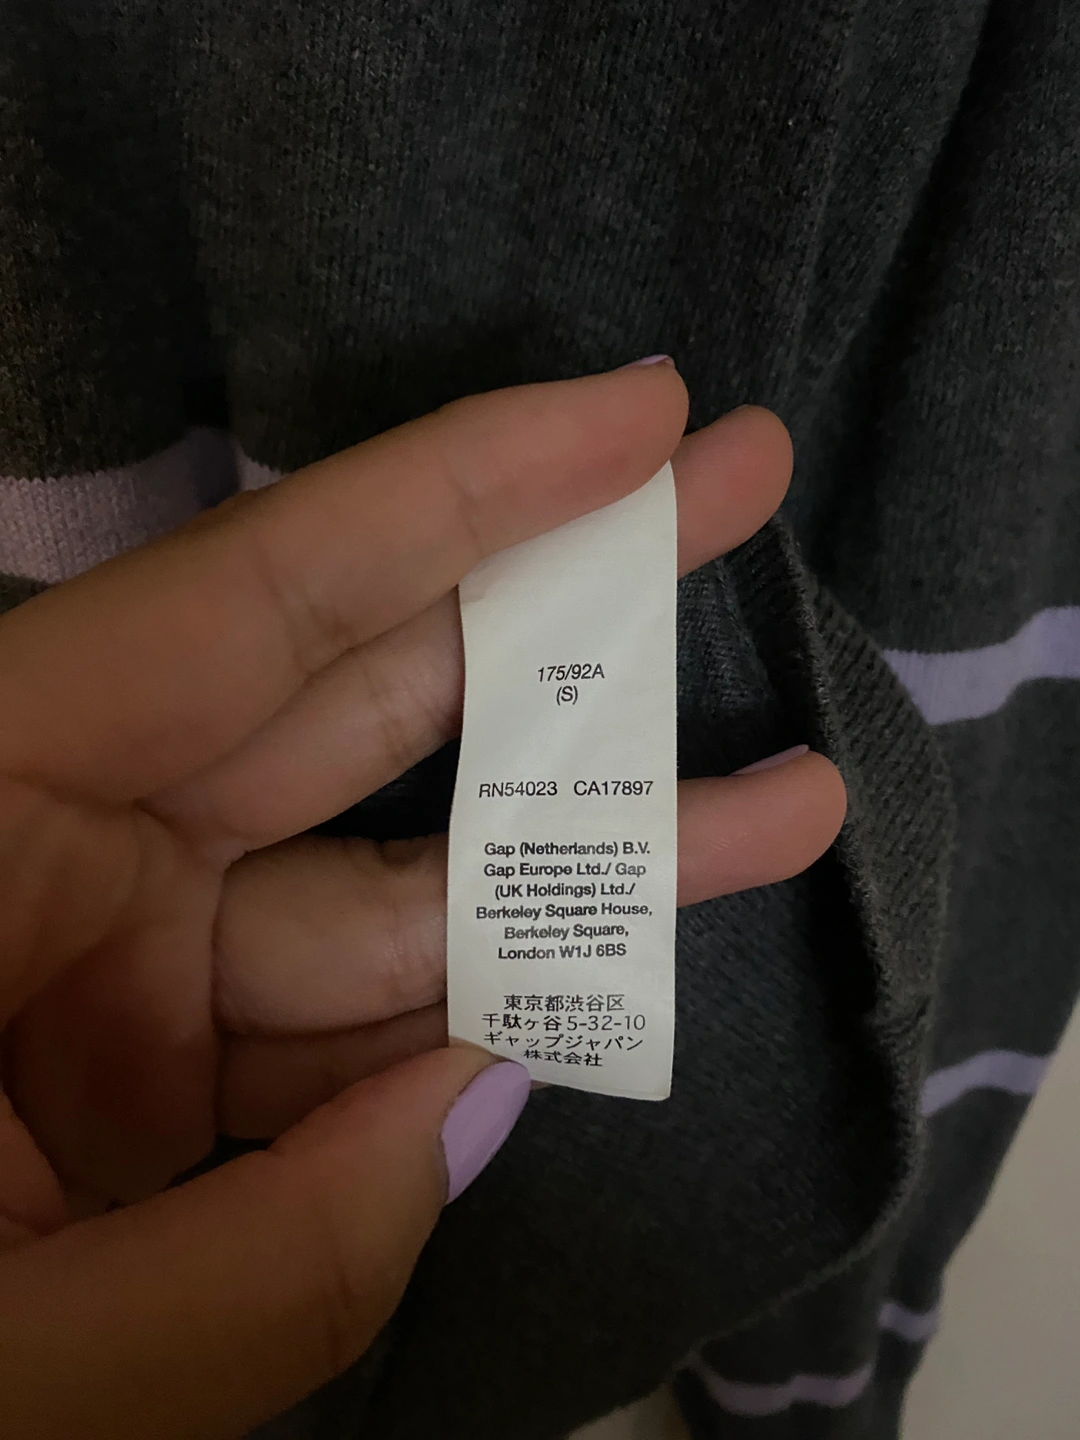 175/92A
(S)
RN54023 CA17897
Gap (Netherlands) B.V.
Gap Europe Ltd./ Gap
(UK Holdings) Ltd./
Berkeley Square House,
Berkeley Square,
London W1J 6BS
東京都渋谷区
千駄ヶ谷5-32-10
ギャップジャパン
株式会社